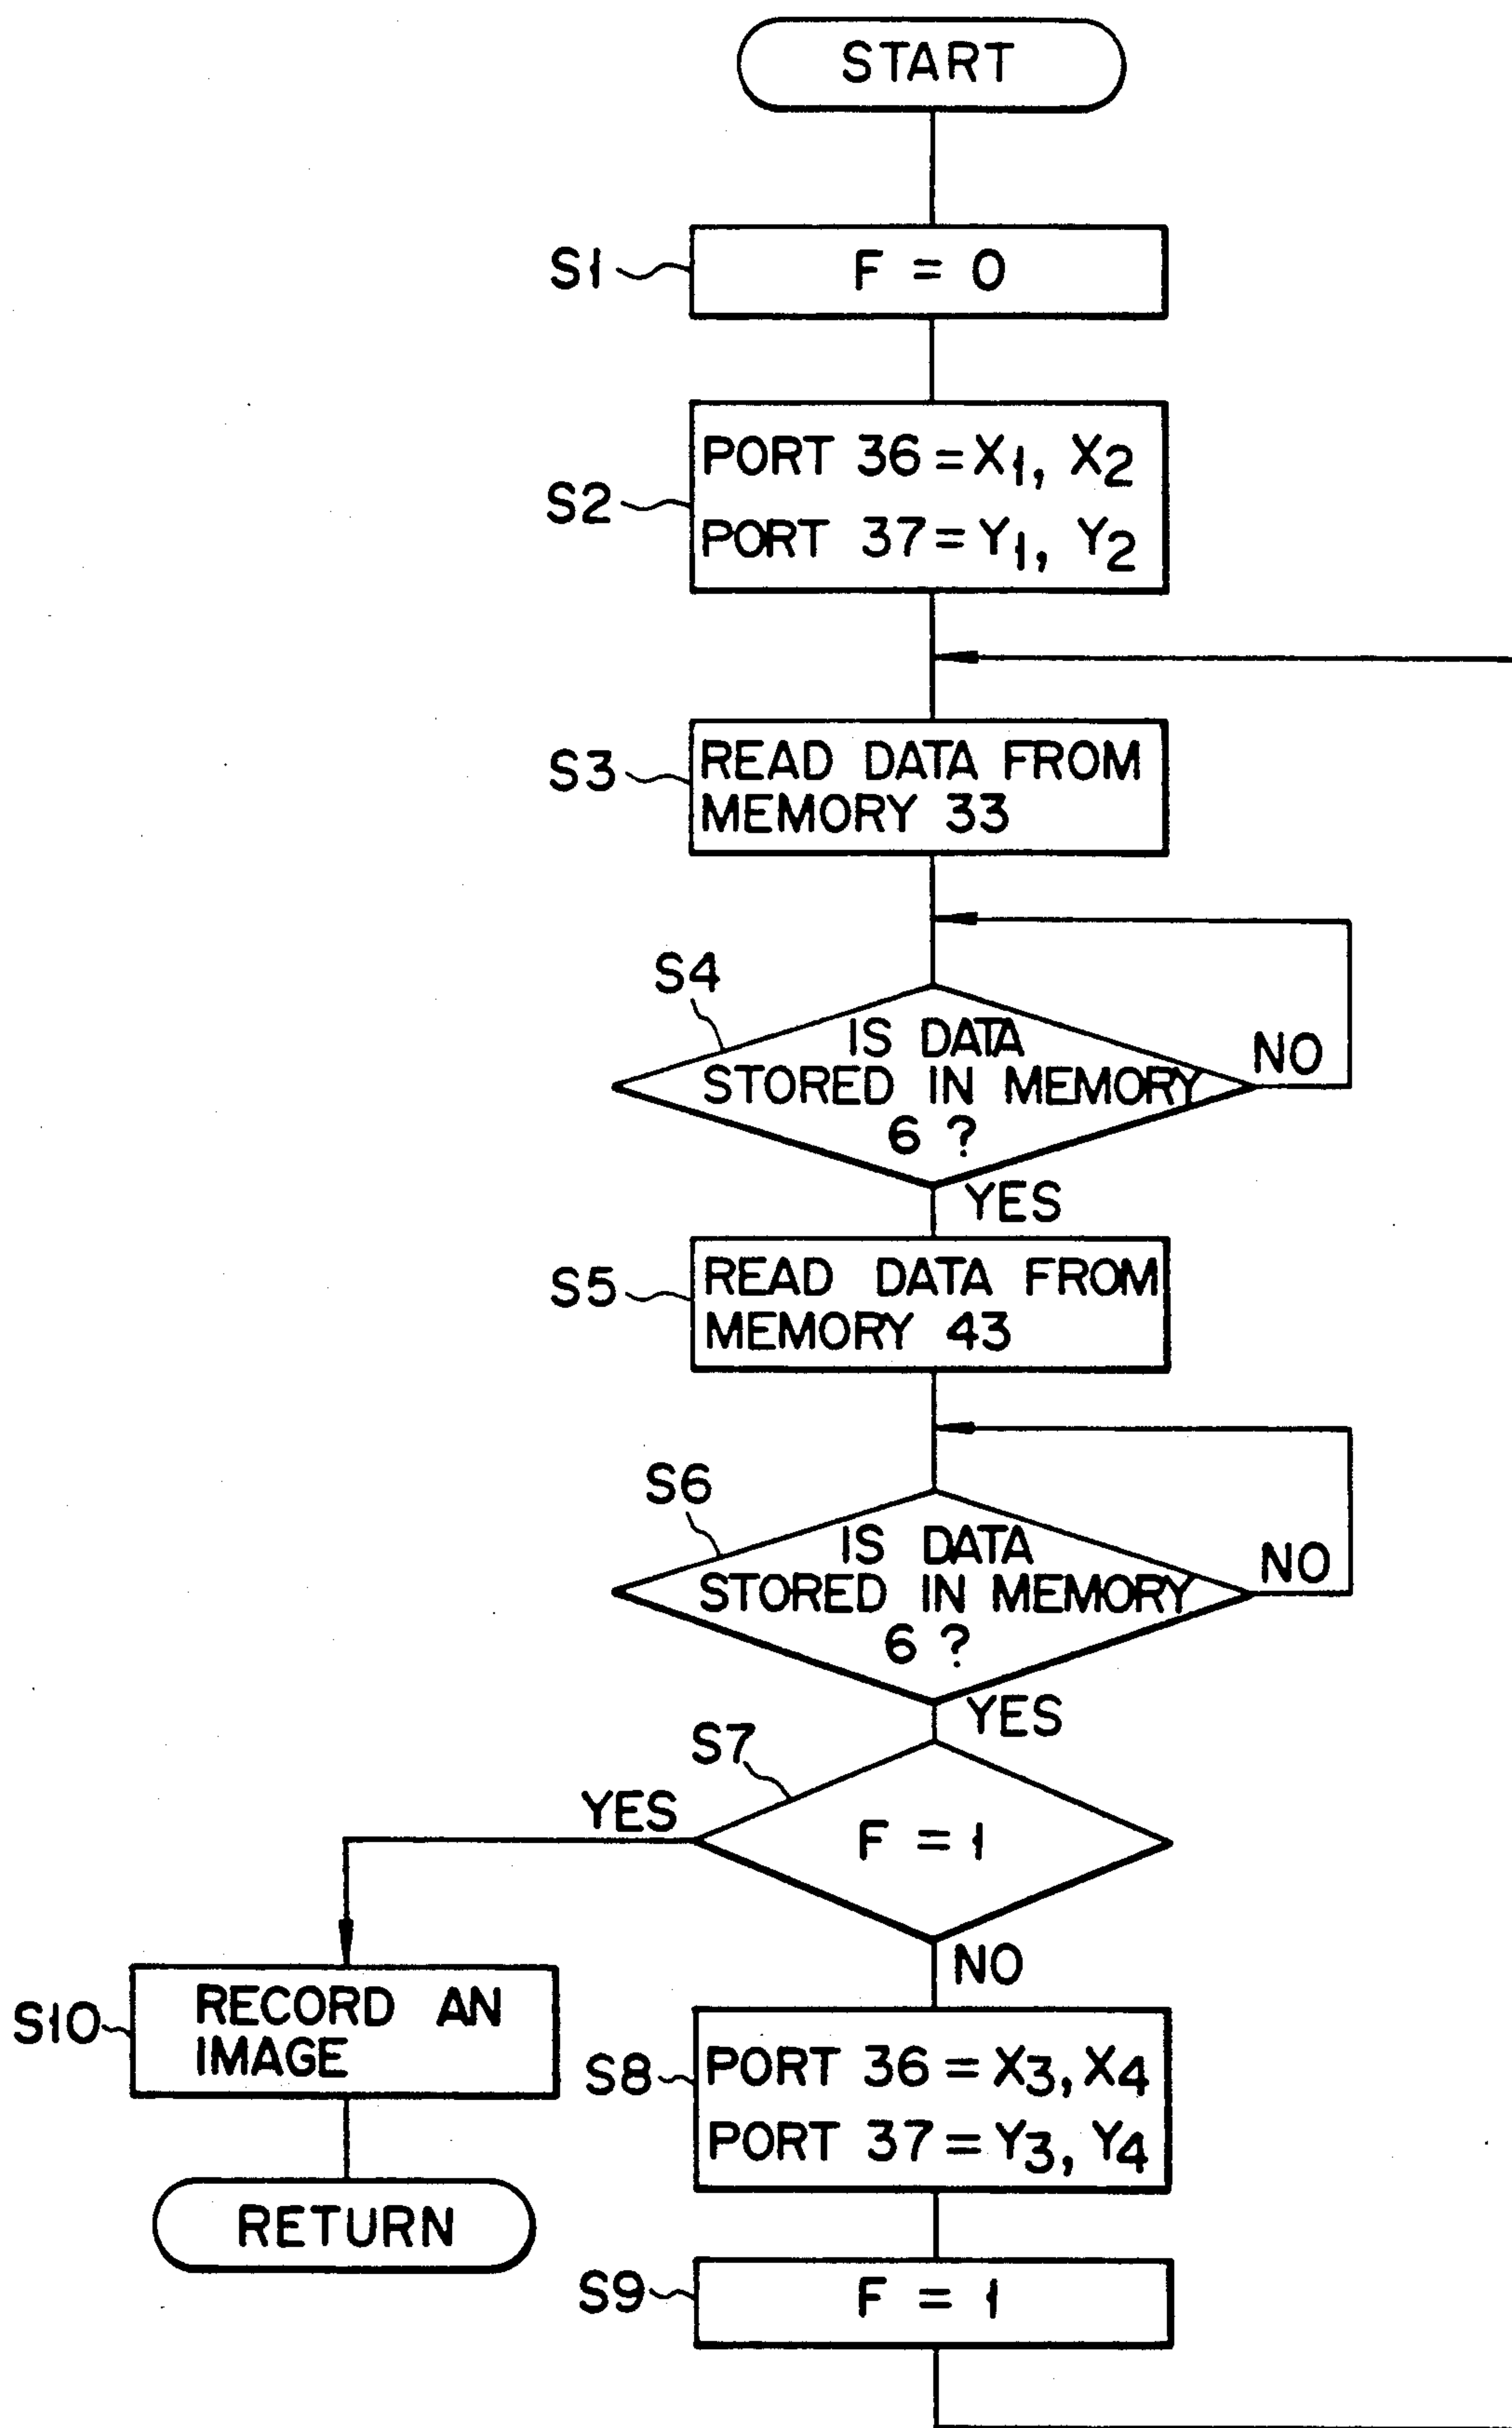 START
S1
F = 0
S2
PORT 36 = X1, X2
PORT 37 = Y1, Y2
S3
READ DATA FROM
MEMORY 33
S4
IS DATA
STORED IN MEMORY
6 ?
NO
YES
S5
READ DATA FROM
MEMORY 43
S6
IS DATA
STORED IN MEMORY
6 ?
NO
YES
S7
YES
F = 1
NO
S10
RECORD AN
IMAGE
S8
PORT 36 = X3, X4
PORT 37 = Y3, Y4
RETURN
S9
F = 1